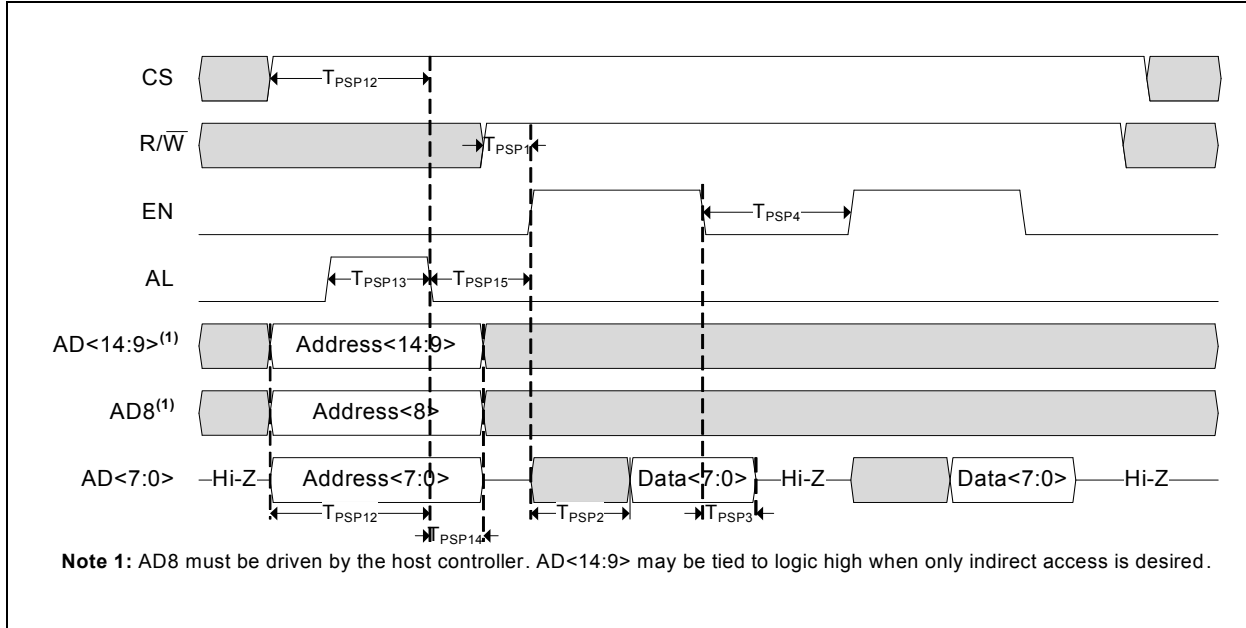 CS
TPSP12
R/W
TPSP1
EN
TPSP4
AL
TPSP13
TPSP15
AD<14:9>(1)
Address<14:9>
AD8(1)
Address<8>
AD<7:0>
Hi-Z
Address<7:0>
Data<7:0>
Hi-Z
Data<7:0>
Hi-Z
TPSP12
TPSP2
TPSP3
TPSP14
Note 1: AD8 must be driven by the host controller. AD<14:9> may be tied to logic high when only indirect access is desired.